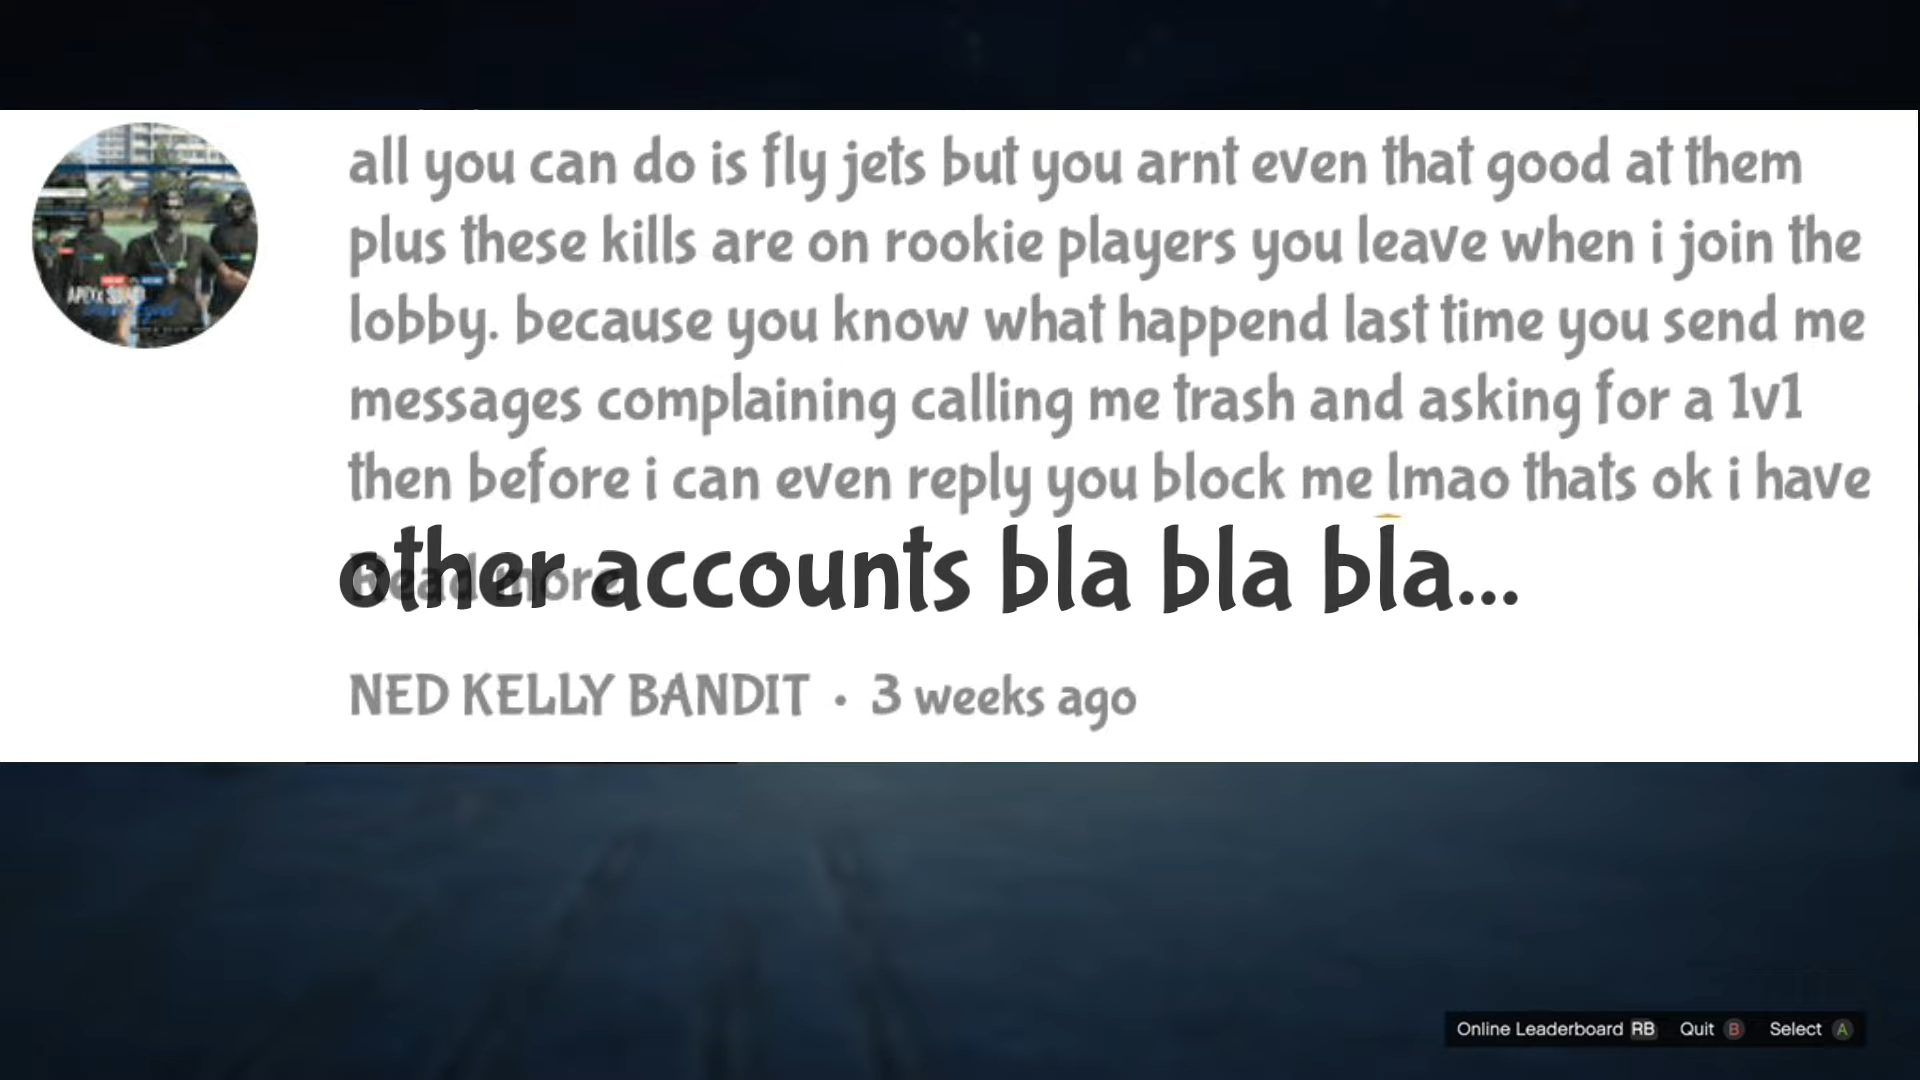 all you can do is fly jets but you arnt even that good at them
plus these kills are on rookie players you leave when i join the
lobby. because you know what happend last time you send me
messages complaining calling me trash and asking for a 1v1
then before i can even reply you block me lmao thats ok i have
other accounts bla bla bla...
Read more
NED KELLY BANDIT • 3 weeks ago
Online Leaderboard RB Quit B Select A